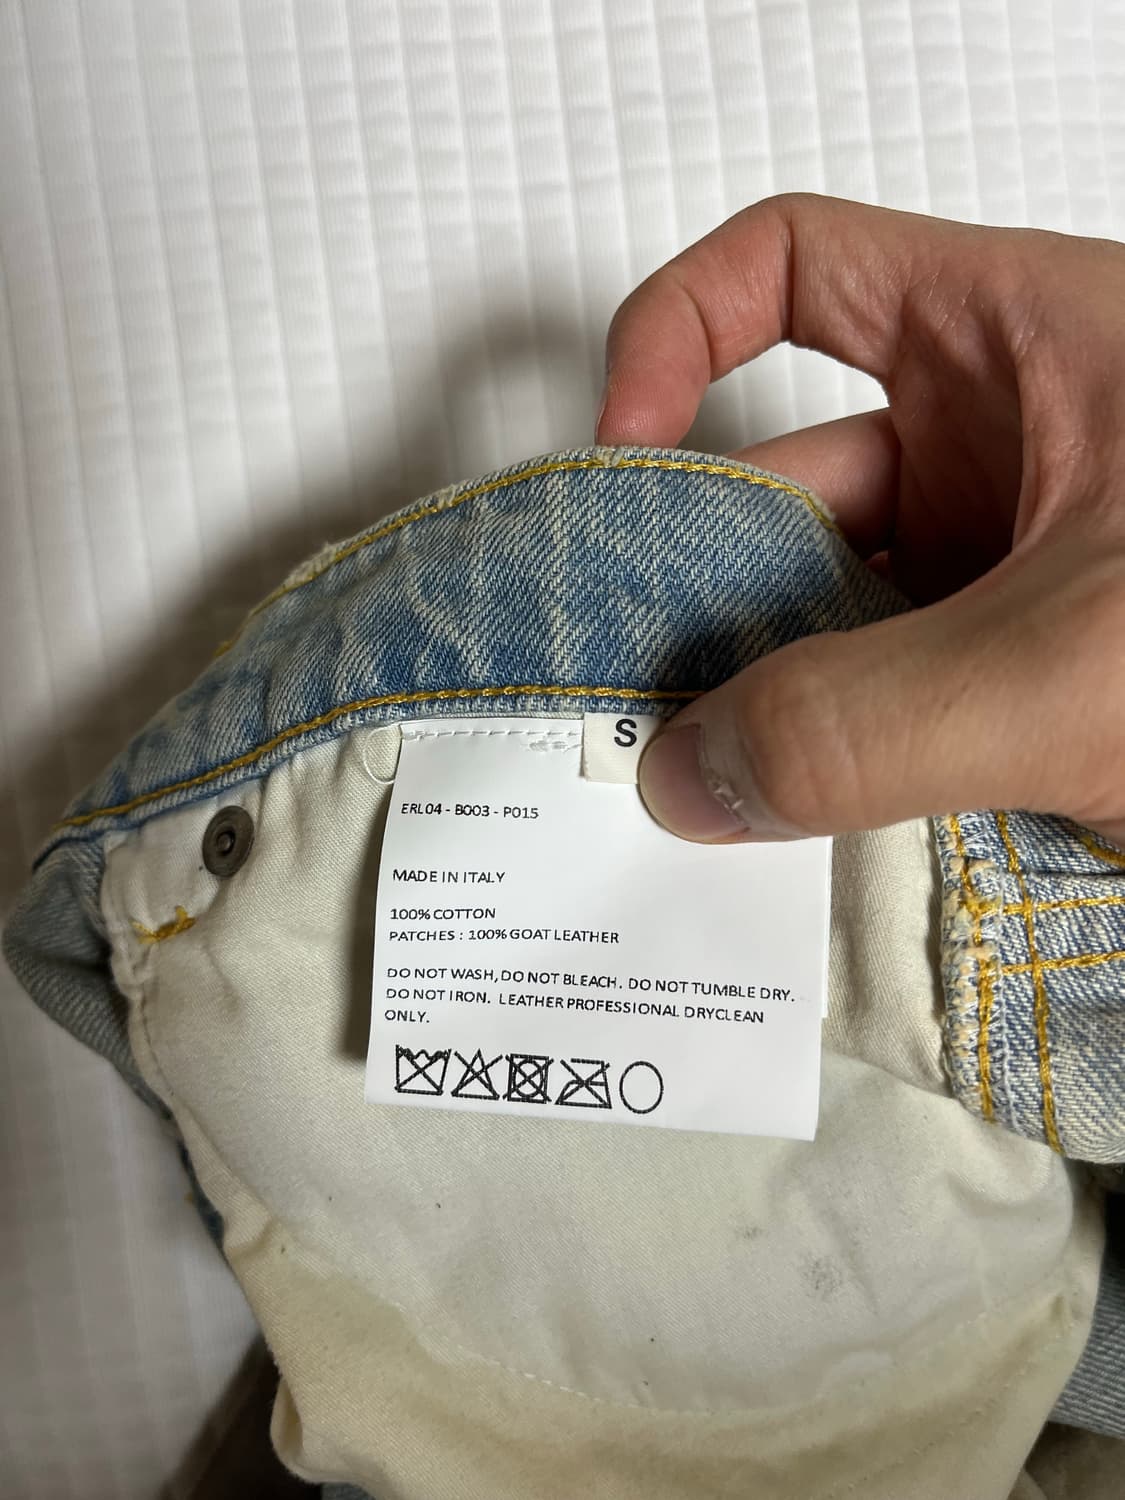 S
ERL04 - B003 - P015
MADE IN ITALY
100% COTTON
PATCHES : 100% GOAT LEATHER
DO NOT WASH, DO NOT BLEACH. DO NOT TUMBLE DRY.
DO NOT IRON. LEATHER PROFESSIONAL DRYCLEAN
ONLY.